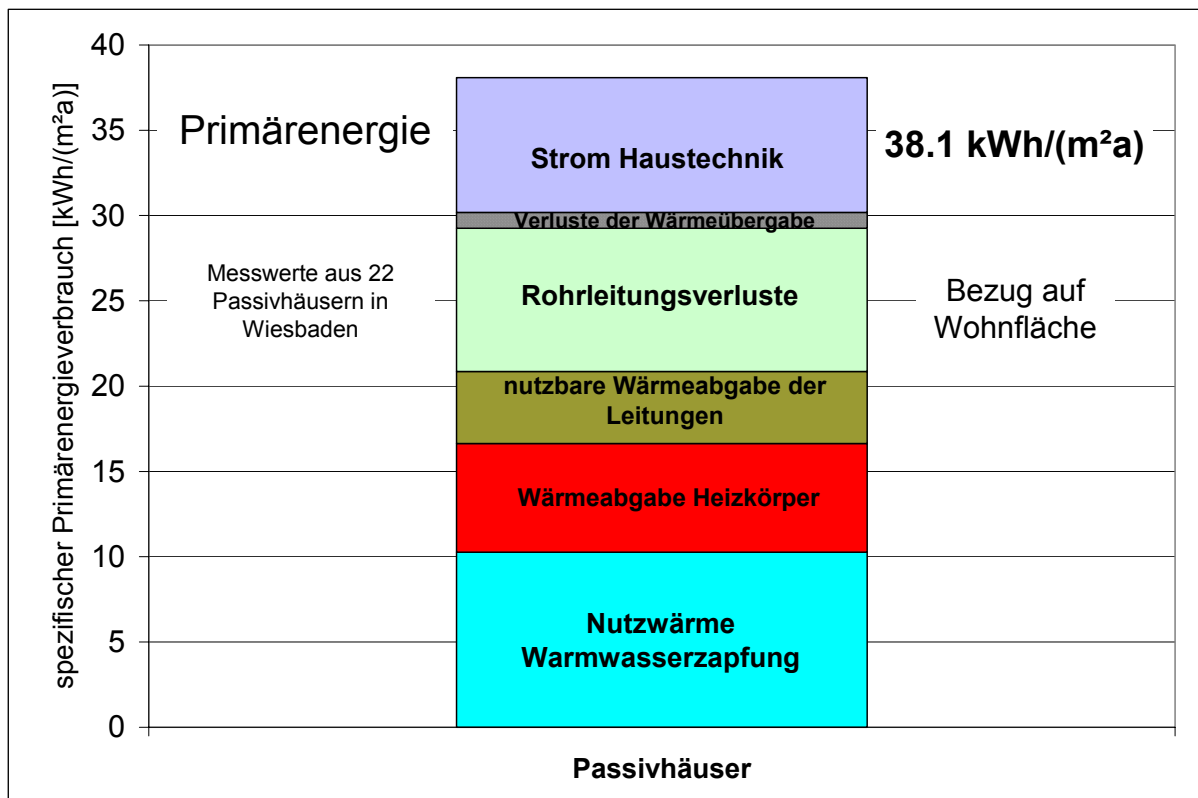 spezifischer Primärenergieverbrauch [kWh/(m²a)]
40
35
30
25
20
15
10
5
0
Primärenergie
Messwerte aus 22
Passivhäusern in
Wiesbaden
Strom Haustechnik
Verluste der Wärmeübergabe
Rohrleitungsverluste
nutzbare Wärmeabgabe der
Leitungen
Wärmeabgabe Heizkörper
Nutzwärme
Warmwasserzapfung
38.1 kWh/(m²a)
Bezug auf
Wohnfläche
Passivhäuser